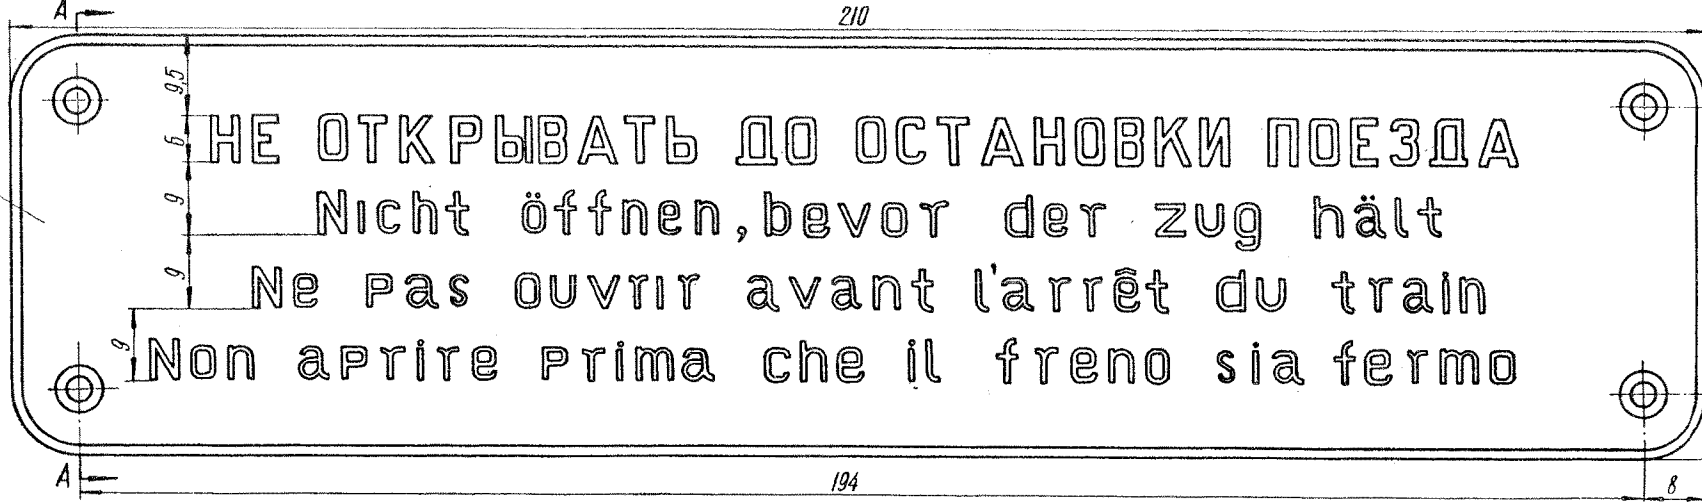 A
210
9,5
НЕ ОТКРЫВАТЬ ДО ОСТАНОВКИ ПОЕЗДА
6
Nicht öffnen, bevor der zug hält
9
Ne pas ouvrir avant l'arrêt du train
9
Non aprire prima che il freno sia fermo
9
A
194
8